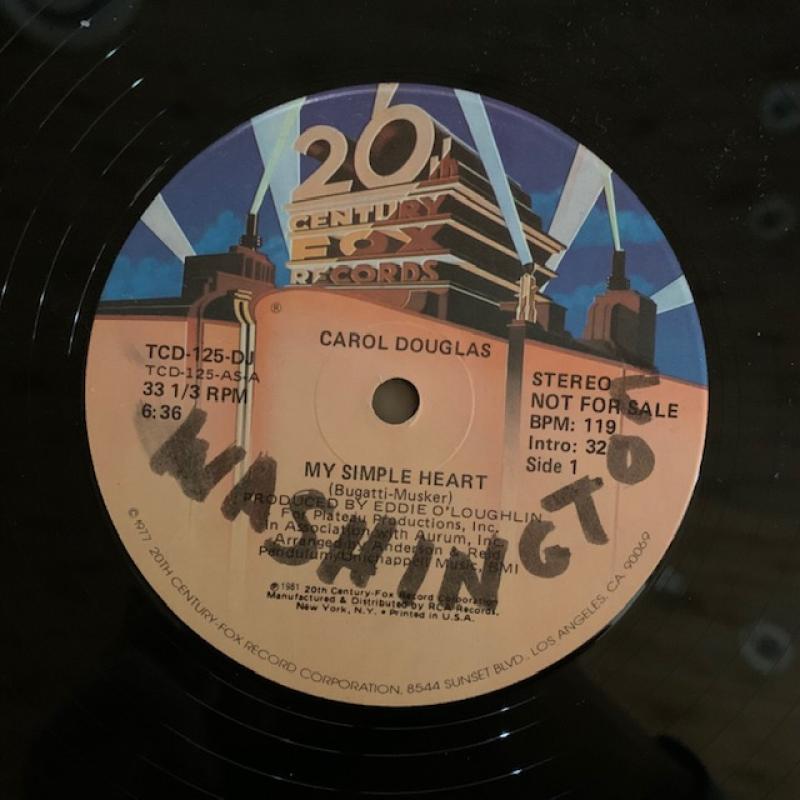 20th
CENTURY
FOX
RECORDS
®
CAROL DOUGLAS
TCD-125-DJ
TCD-125-AS-A
33 1/3 RPM
6:36
STEREO
NOT FOR SALE
BPM: 119
Intro: 32
Side 1
MY SIMPLE HEART
(Bugatti-Musker)
PRODUCED BY EDDIE O'LOUGHLIN
For Plateau Productions, Inc.
In Association with Aurum, Inc.
Arranged by Anderson & Reid
Pendulum/Unichappell Music, BMI
WASHINGTON
℗ 1981 20th Century-Fox Record Corporation
Manufactured & Distributed by RCA Records,
New York, N.Y. • Printed in U.S.A.
© 1977 20TH CENTURY-FOX RECORD CORPORATION, 8544 SUNSET BLVD., LOS ANGELES, CA. 90069